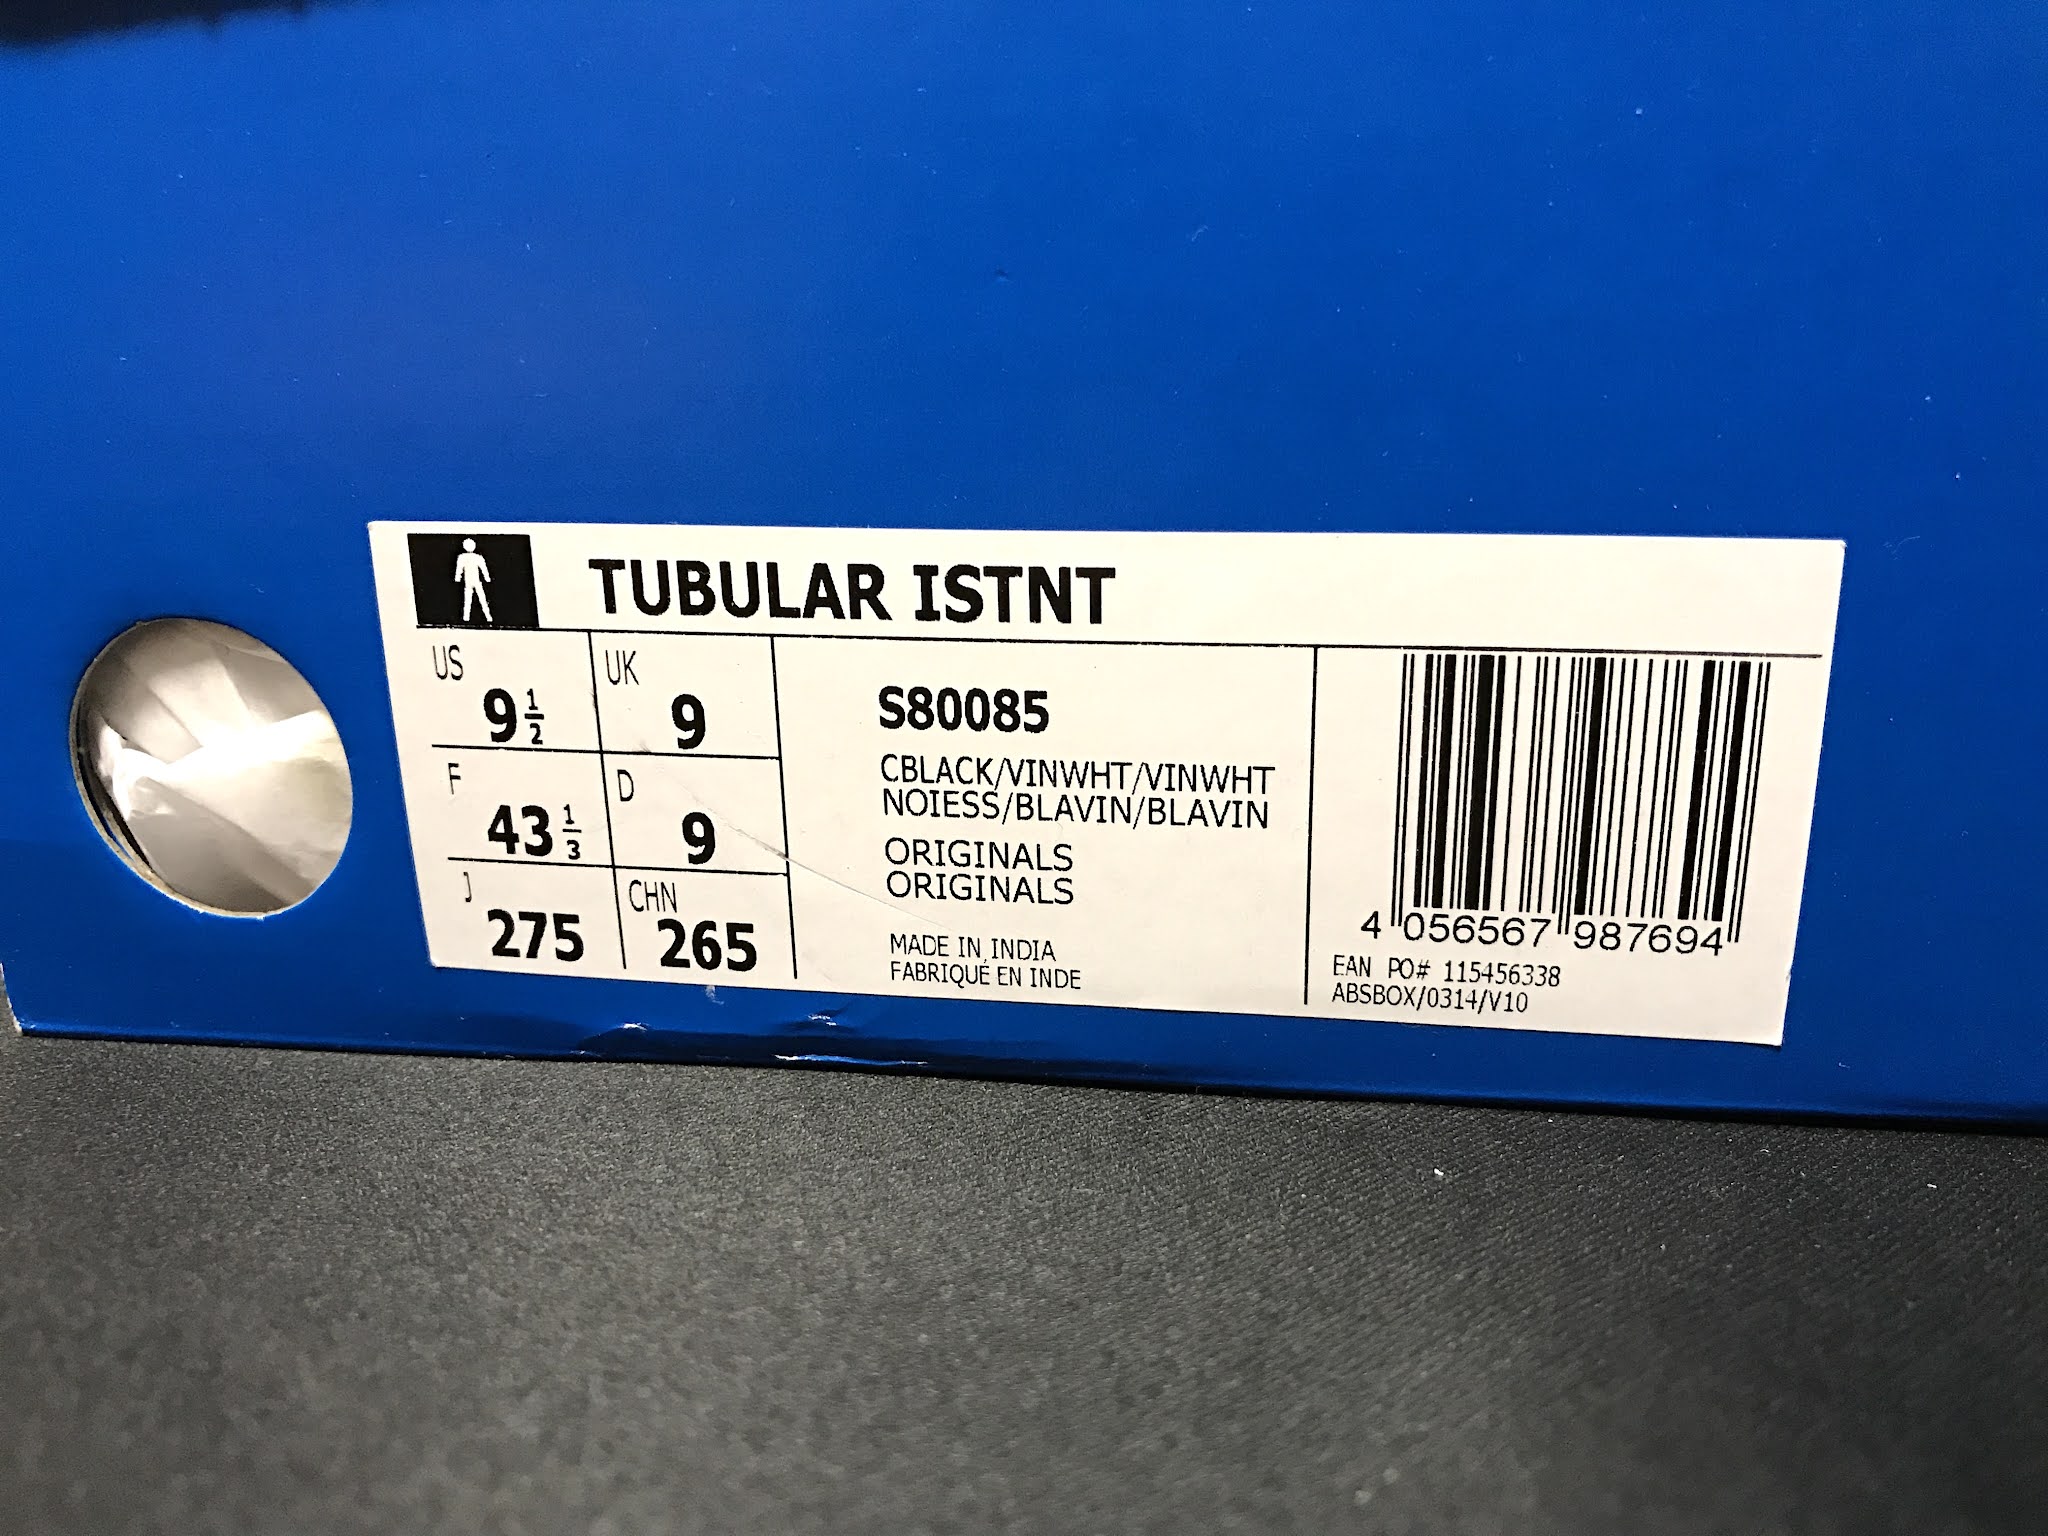 TUBULAR ISTNT
US 9 1/2
UK 9
F 43 1/3
D 9
J 275
CHN 265
S80085
CBLACK/VINWHT/VINWHT
NOIESS/BLAVIN/BLAVIN
ORIGINALS
ORIGINALS
MADE IN INDIA
FABRIQUÉ EN INDE
4 056567 987694
EAN PO# 115456338
ABSBOX/0314/V10